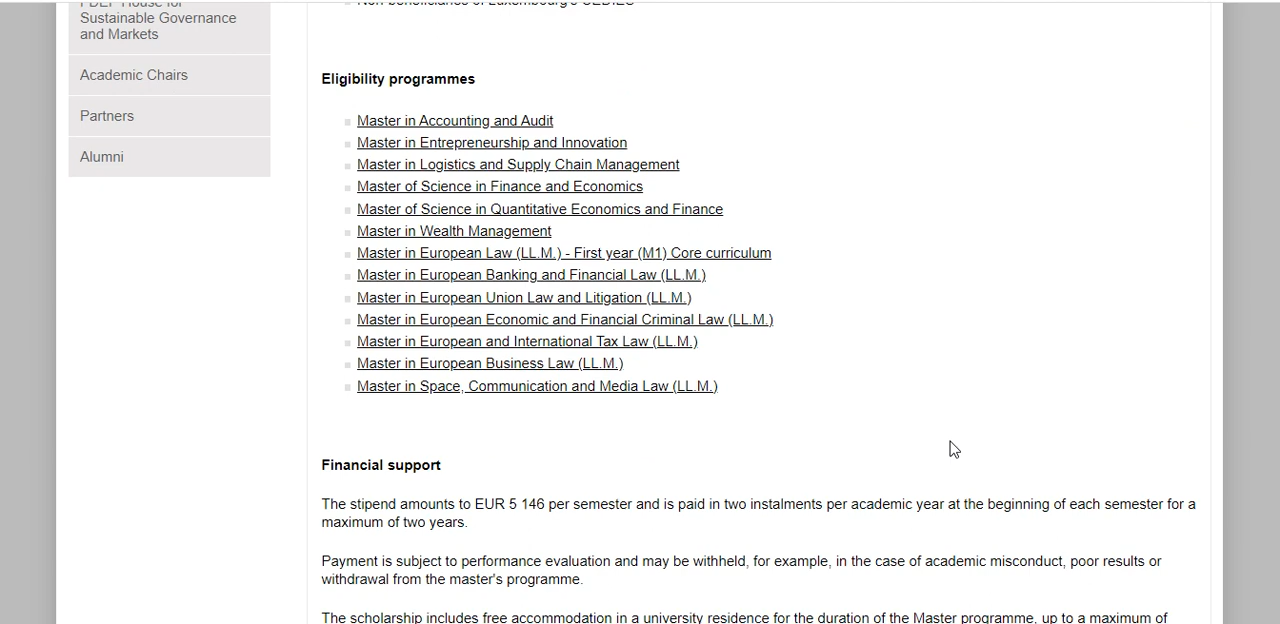 Sustainable Governance
and Markets
Academic Chairs
Partners
Alumni
Eligibility programmes
Master in Accounting and Audit
Master in Entrepreneurship and Innovation
Master in Logistics and Supply Chain Management
Master of Science in Finance and Economics
Master of Science in Quantitative Economics and Finance
Master in Wealth Management
Master in European Law (LL.M.) - First year (M1) Core curriculum
Master in European Banking and Financial Law (LL.M.)
Master in European Union Law and Litigation (LL.M.)
Master in European Economic and Financial Criminal Law (LL.M.)
Master in European and International Tax Law (LL.M.)
Master in European Business Law (LL.M.)
Master in Space, Communication and Media Law (LL.M.)
Financial support
The stipend amounts to EUR 5 146 per semester and is paid in two instalments per academic year at the beginning of each semester for a
maximum of two years.
Payment is subject to performance evaluation and may be withheld, for example, in the case of academic misconduct, poor results or
withdrawal from the master's programme.
The scholarship includes free accommodation in a university residence for the duration of the Master programme, up to a maximum of